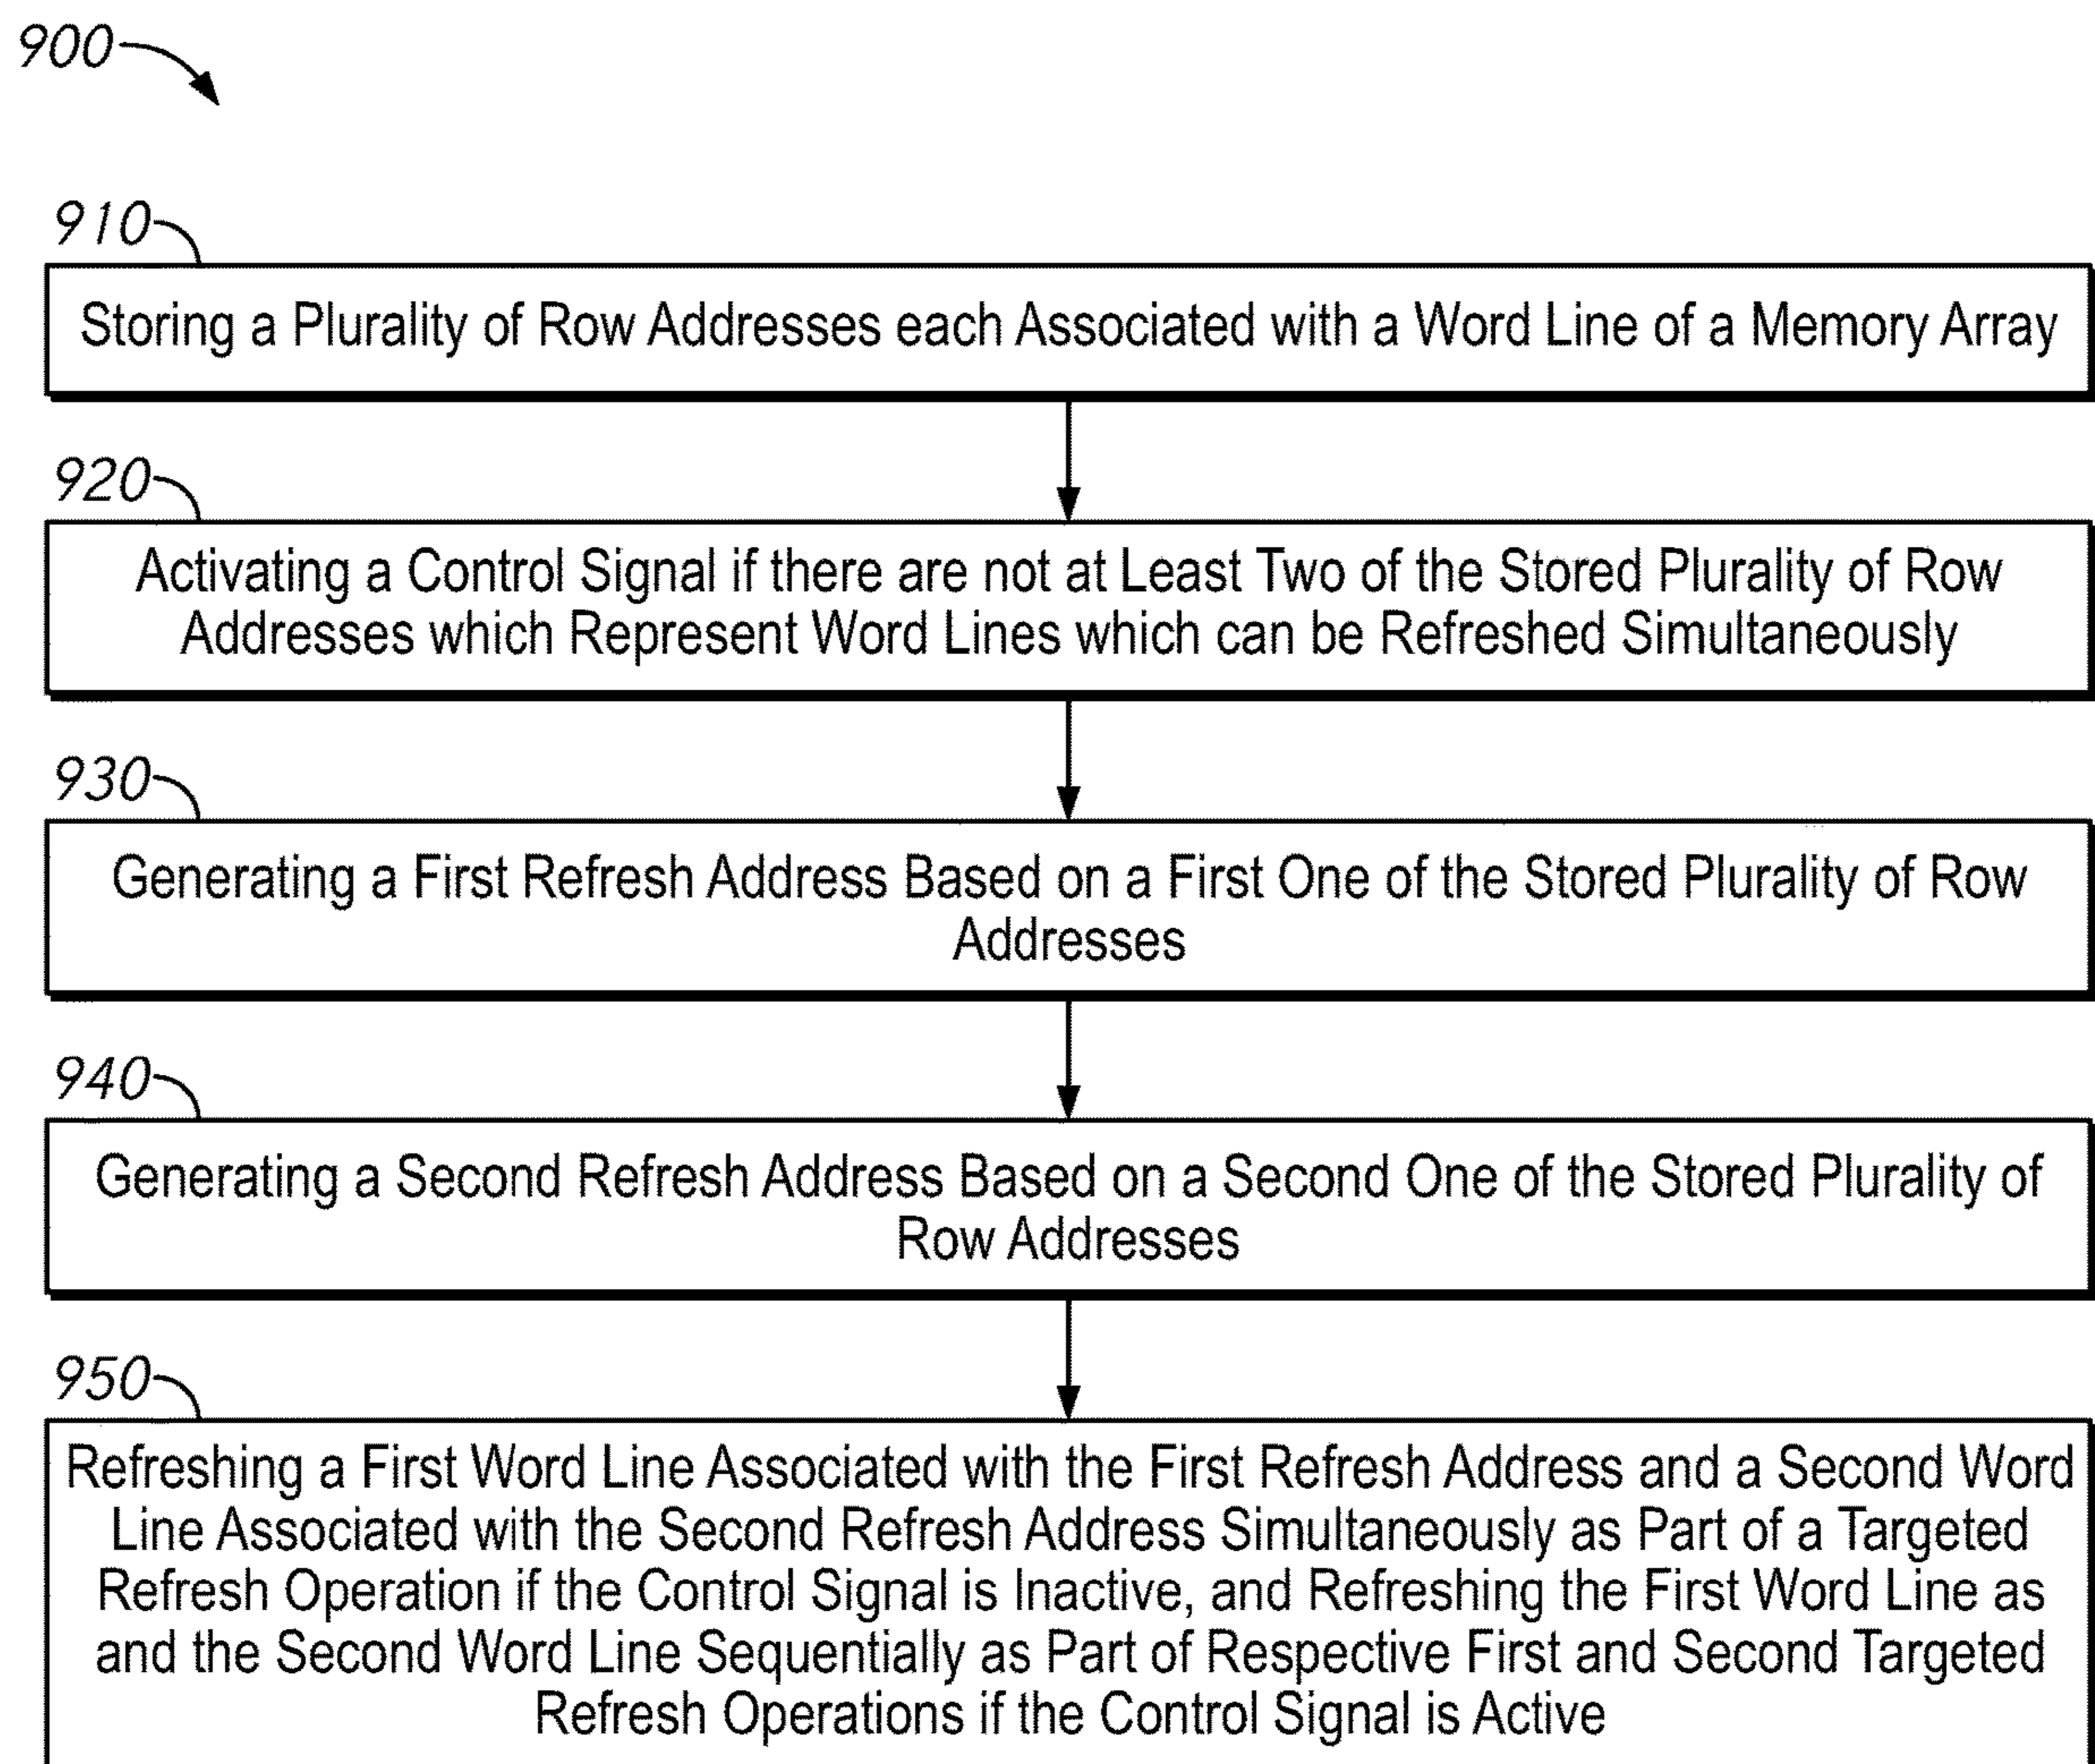 900
910
Storing a Plurality of Row Addresses each Associated with a Word Line of a Memory Array
920
Activating a Control Signal if there are not at Least Two of the Stored Plurality of Row
Addresses which Represent Word Lines which can be Refreshed Simultaneously
930
Generating a First Refresh Address Based on a First One of the Stored Plurality of Row
Addresses
940
Generating a Second Refresh Address Based on a Second One of the Stored Plurality of
Row Addresses
950
Refreshing a First Word Line Associated with the First Refresh Address and a Second Word
Line Associated with the Second Refresh Address Simultaneously as Part of a Targeted
Refresh Operation if the Control Signal is Inactive, and Refreshing the First Word Line as
and the Second Word Line Sequentially as Part of Respective First and Second Targeted
Refresh Operations if the Control Signal is Active